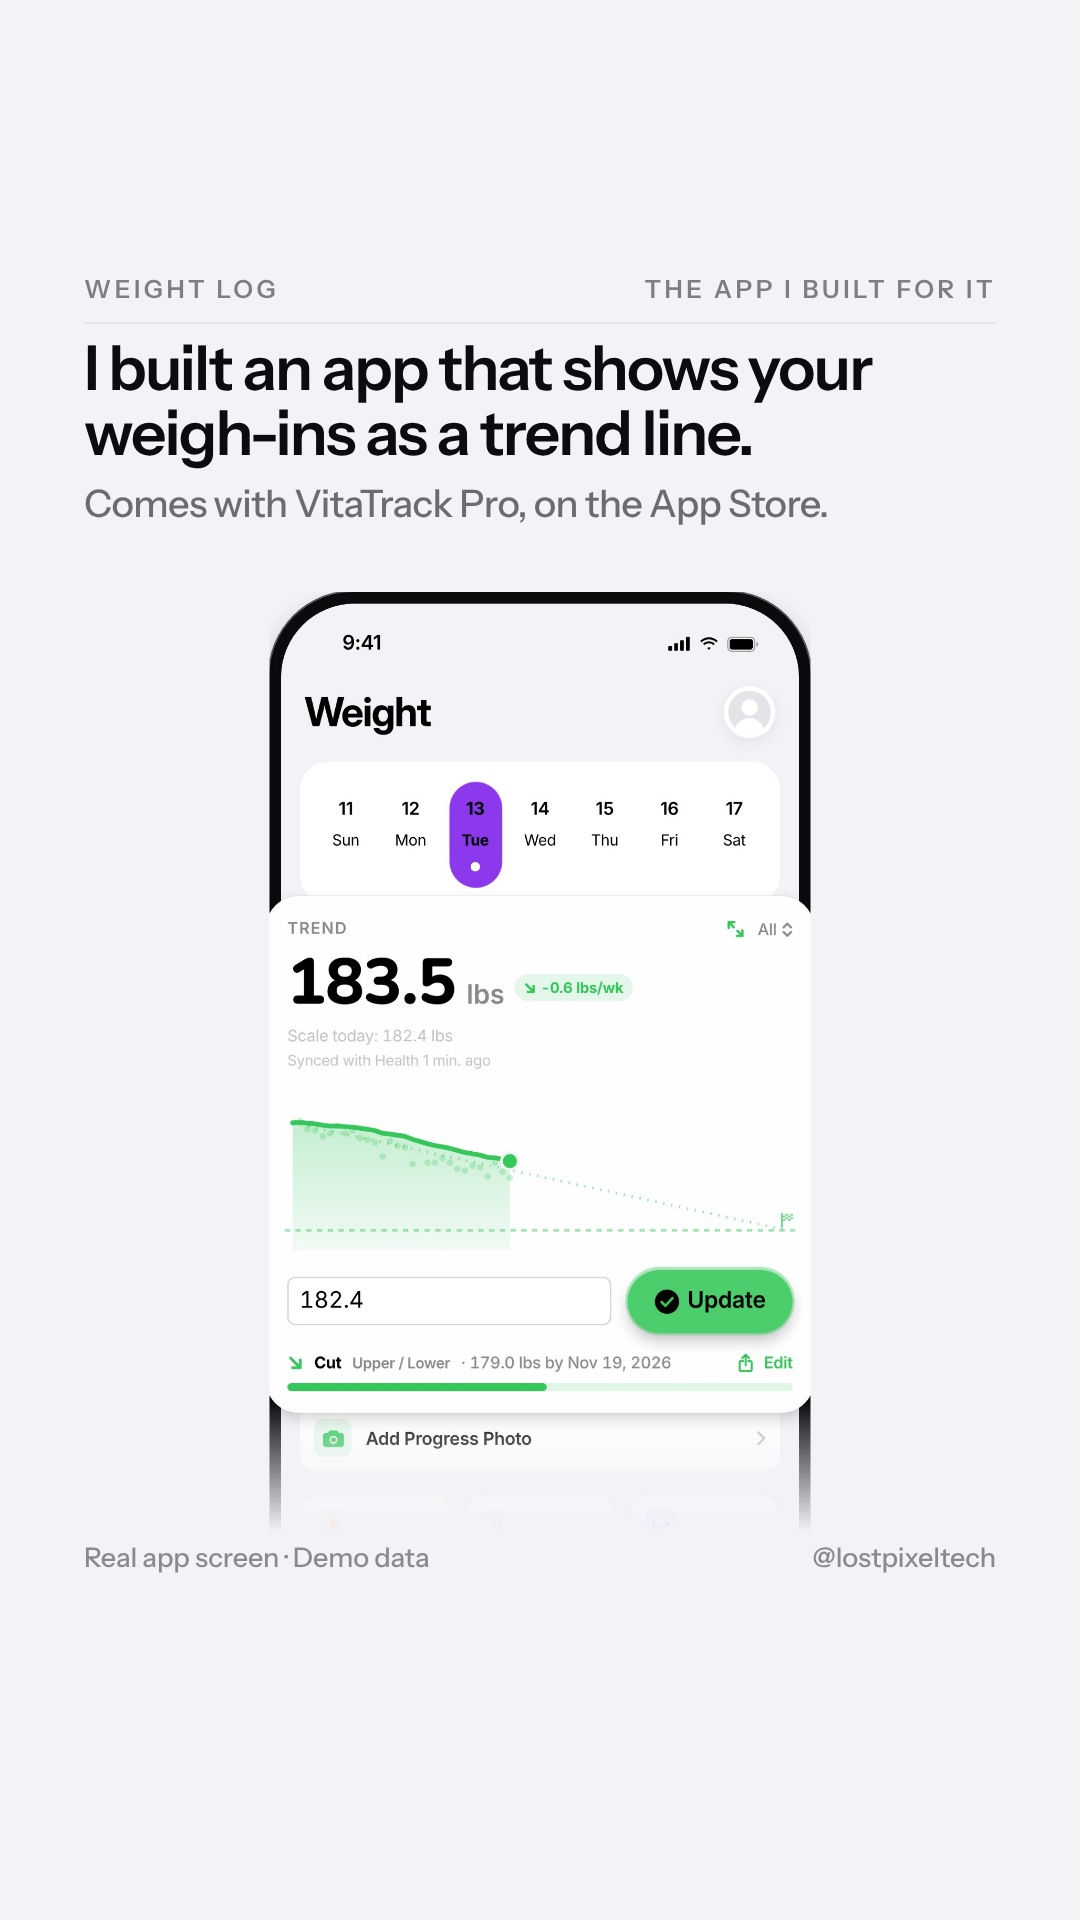 WEIGHT LOG
THE APP I BUILT FOR IT
I built an app that shows your
weigh-ins as a trend line.
Comes with VitaTrack Pro, on the App Store.
9:41
Weight
11 12 13 14 15 16 17
Sun Mon Tue Wed Thu Fri Sat
TREND
All
183.5 lbs -0.6 lbs/wk
Scale today: 182.4 lbs
Synced with Health 1 min. ago
182.4
Update
Cut Upper / Lower · 179.0 lbs by Nov 19, 2026
Edit
Add Progress Photo
Real app screen · Demo data
@lostpixeltech